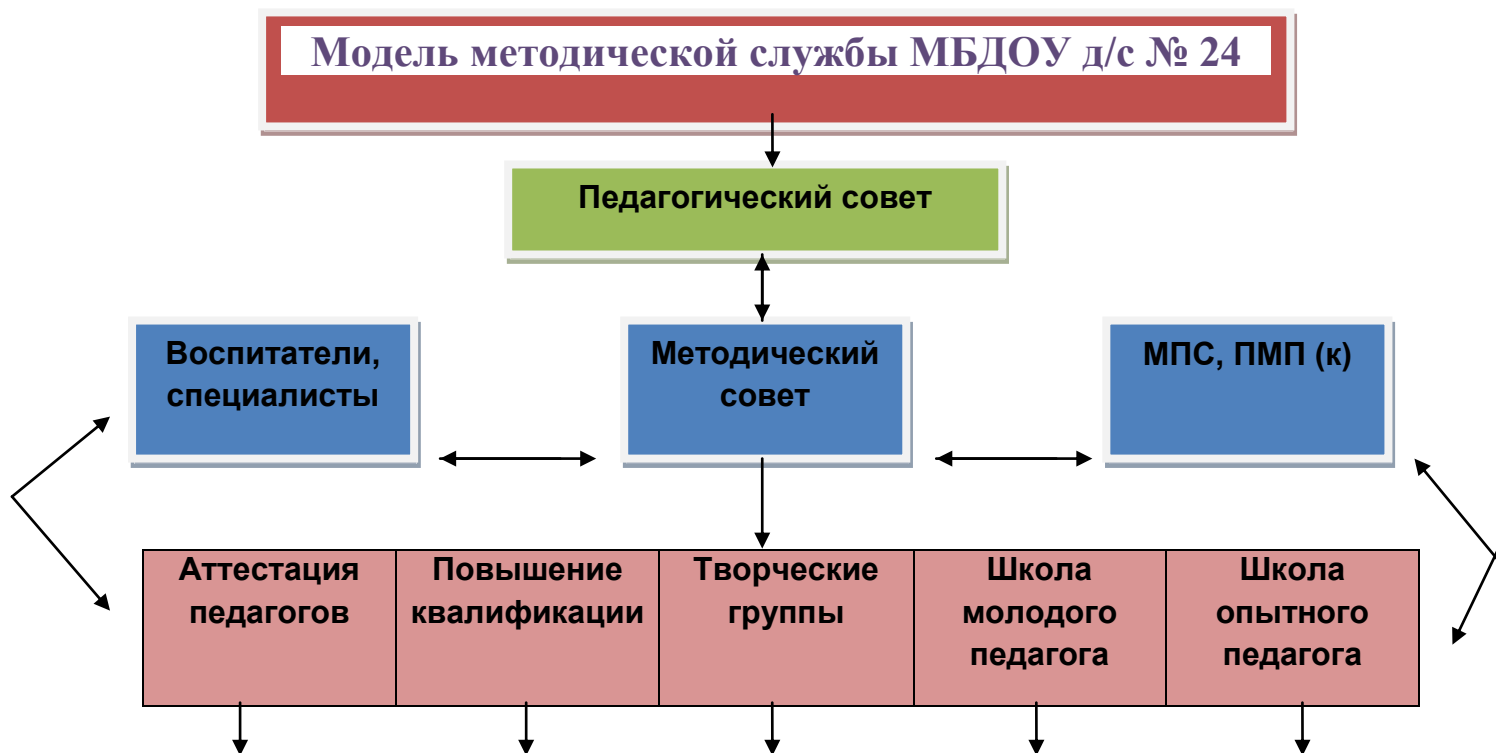 Модель методической службы МБДОУ д/с № 24
Педагогический совет
Воспитатели,
специалисты
Методический
совет
МПС, ПМП (к)
Аттестация
педагогов
Повышение
квалификации
Творческие
группы
Школа
молодого
педагога
Школа
опытного
педагога